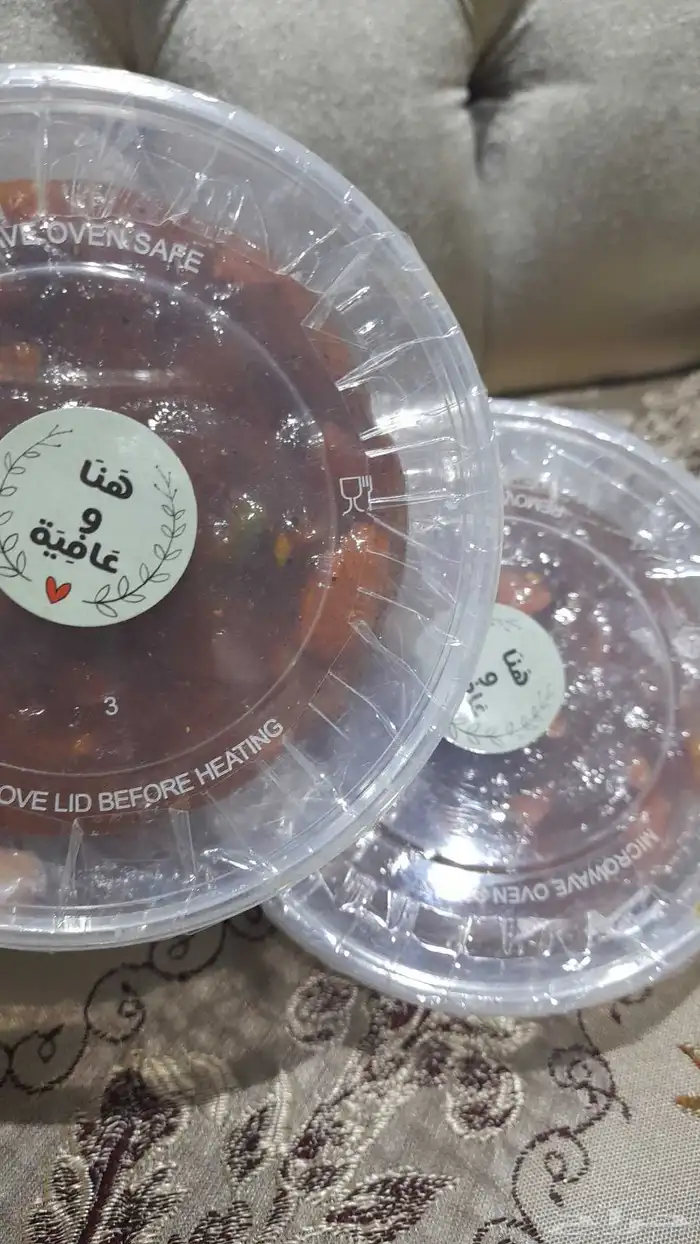 VE OVEN SAFE
هَنَا
و
عَافِيَة
3
OVE LID BEFORE HEATING
هَنَا
و
عَا
MICROWAVE OVEN